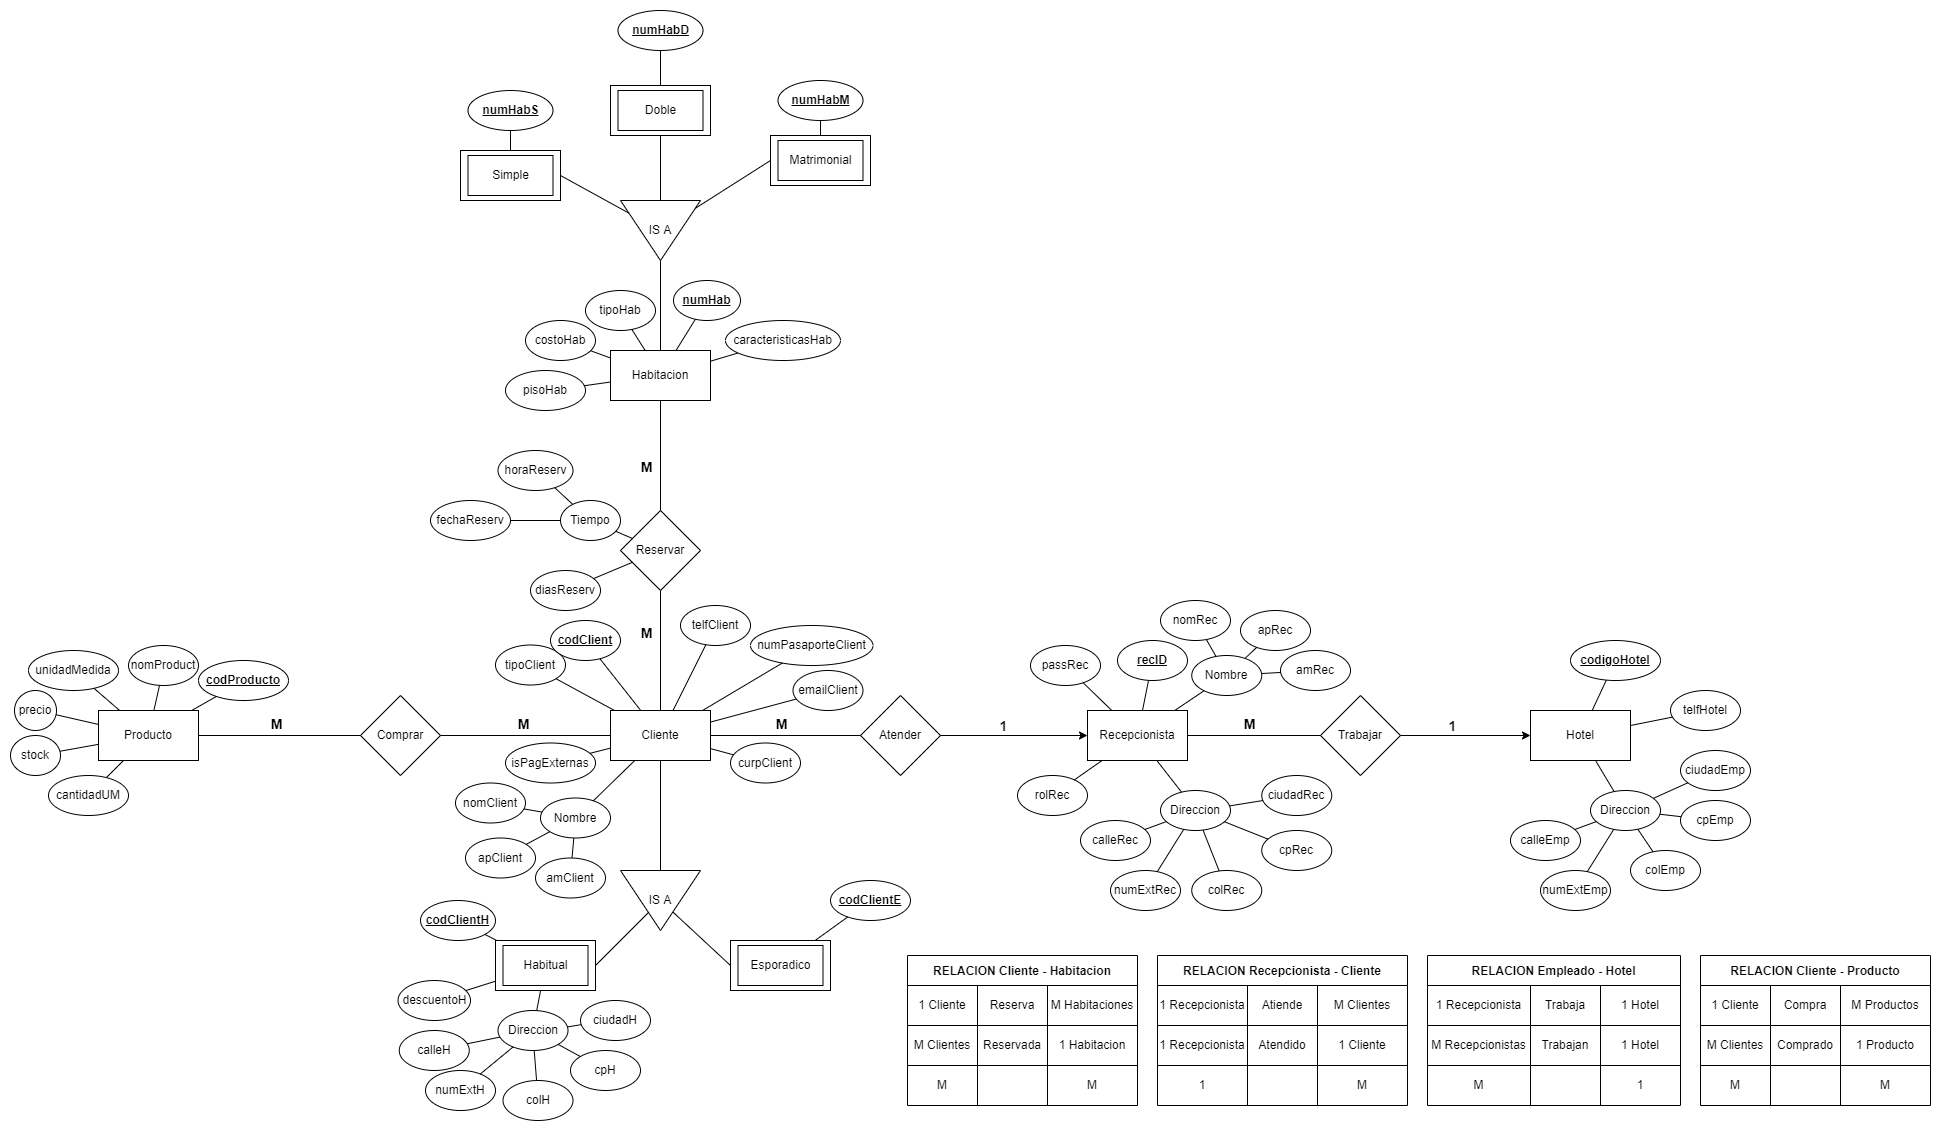 numHabD
numHabS
Doble
numHabM
Simple
Matrimonial
IS A
tipoHab
numHab
costoHab
caracteristicasHab
pisoHab
Habitacion
M
horaReserv
fechaReserv
Tiempo
Reservar
diasReserv
M
codClient
telfClient
tipoClient
numPasaporteClient
emailClient
unidadMedida
nomProduct
codProducto
precio
stock
cantidadUM
Producto
M
Comprar
M
Cliente
M
Atender
1
Recepcionista
M
Trabajar
1
Hotel
isPagExternas
curpClient
nomClient
Nombre
apClient
amClient
passRec
recID
nomRec
apRec
Nombre
amRec
rolRec
Direccion
ciudadRec
calleRec
cpRec
numExtRec
colRec
codigoHotel
telfHotel
ciudadEmp
Direccion
cpEmp
calleEmp
colEmp
numExtEmp
IS A
codClientH
codClientE
Habitual
Esporadico
descuentoH
Direccion
ciudadH
calleH
cpH
numExtH
colH
RELACION Cliente - Habitacion
1 Cliente Reserva M Habitaciones
M Clientes Reservada 1 Habitacion
M M
RELACION Recepcionista - Cliente
1 Recepcionista Atiende M Clientes
1 Recepcionista Atendido 1 Cliente
1 M
RELACION Empleado - Hotel
1 Recepcionista Trabaja 1 Hotel
M Recepcionistas Trabajan 1 Hotel
M 1
RELACION Cliente - Producto
1 Cliente Compra M Productos
M Clientes Comprado 1 Producto
M M